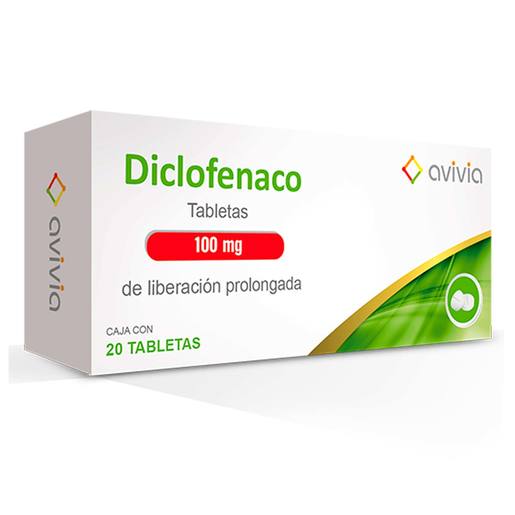 avivia
Diclofenaco
Tabletas
100 mg
de liberación prolongada
CAJA CON
20 TABLETAS
avivia